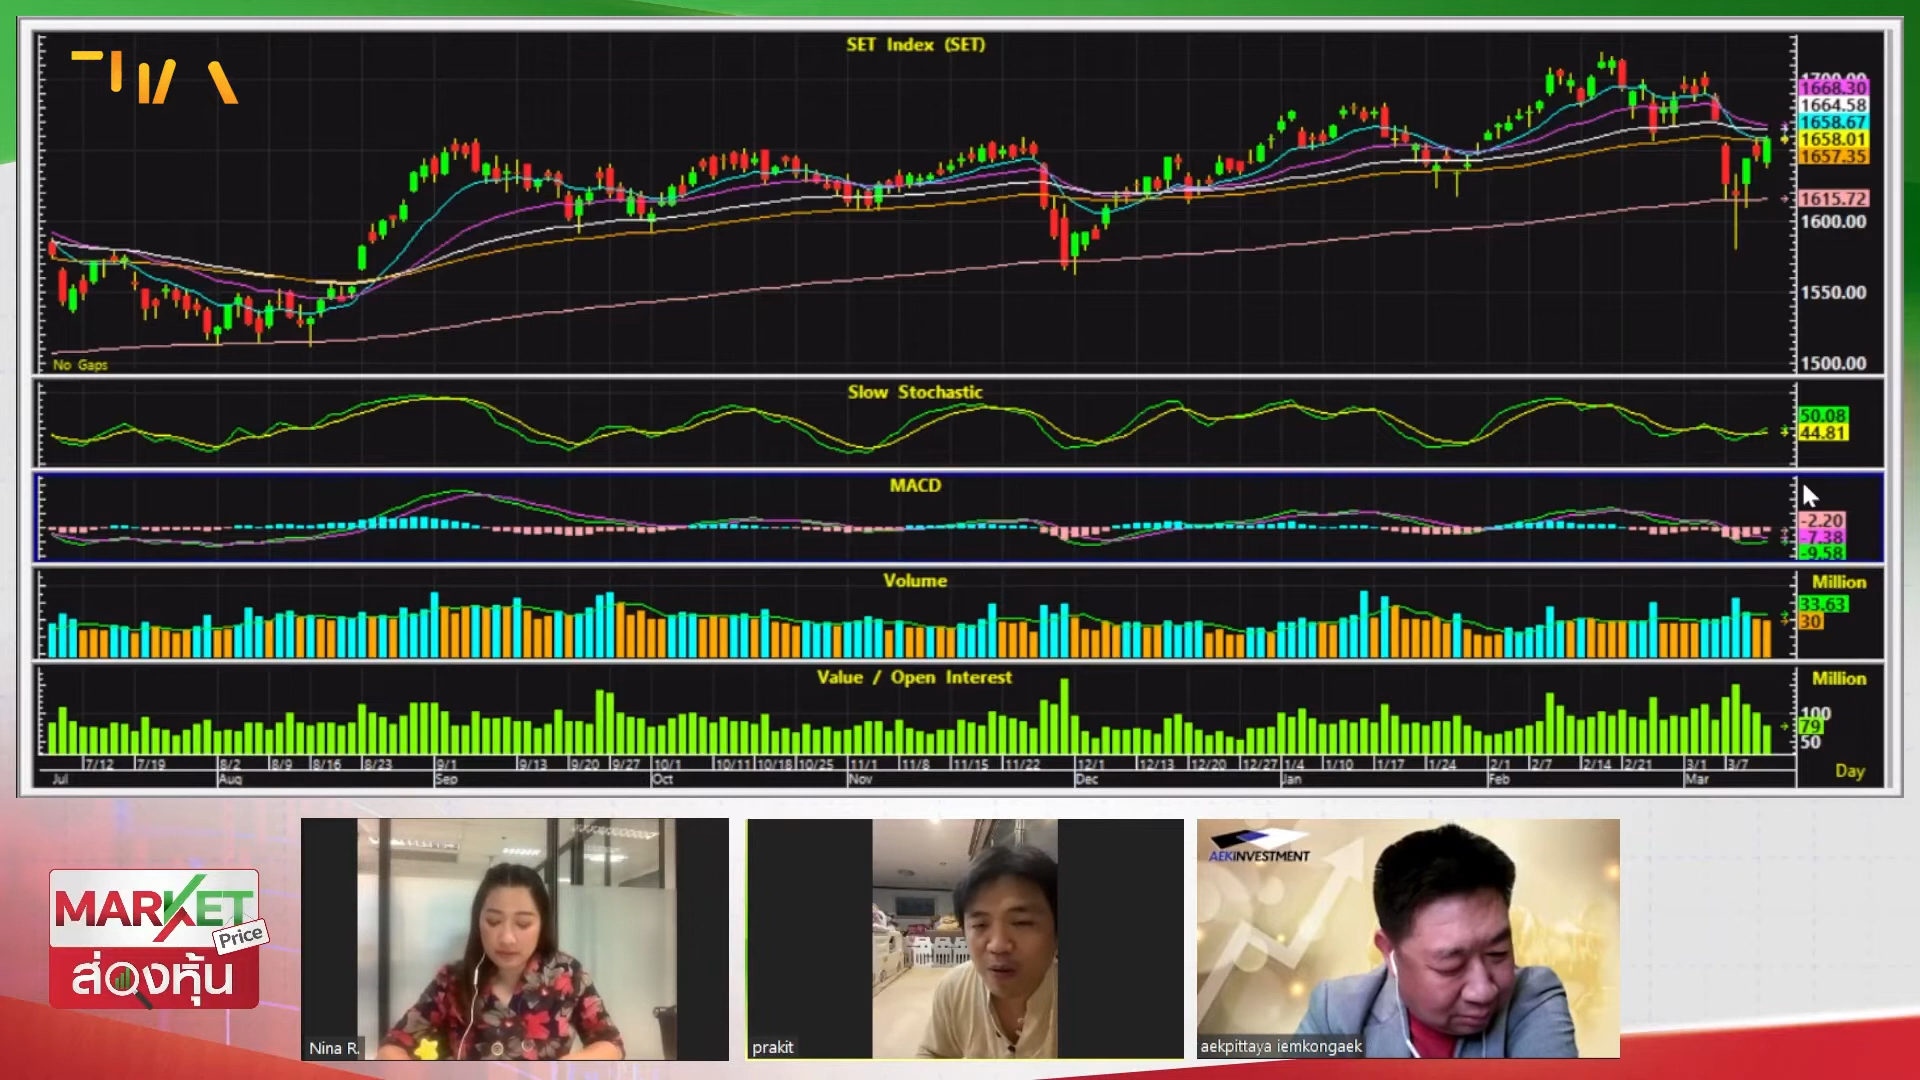 SET Index (SET)
1700.00
1668.30
1664.58
1658.67
1658.01
1657.35
1615.72
1600.00
1550.00
1500.00
No Gaps
Slow Stochastic
50.08
44.81
MACD
-2.20
-7.38
-9.58
Volume
Million
33.63
30
Value / Open Interest
Million
100
79
50
7/12 7/19 8/2 8/9 8/16 8/23 9/1 9/13 9/20 9/27 10/1 10/11 10/18 10/25 11/1 11/8 11/15 11/22 12/1 12/13 12/20 12/27 1/4 1/10 1/17 1/24 2/1 2/7 2/14 2/21 3/1 3/7
Jul Aug Sep Oct Nov Dec Jan Feb Mar
Day
MARKET
Price
ส่องหุ้น
Nina R.
prakit
AEKINVESTMENT
aekpittaya iemkongaek